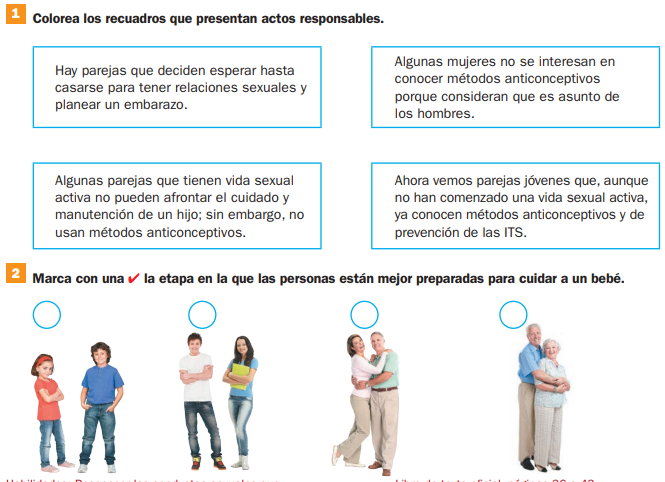 1 Colorea los recuadros que presentan actos responsables.
Hay parejas que deciden esperar hasta
casarse para tener relaciones sexuales y
planear un embarazo.
Algunas mujeres no se interesan en
conocer métodos anticonceptivos
porque consideran que es asunto de
los hombres.
Algunas parejas que tienen vida sexual
activa no pueden afrontar el cuidado y
manutención de un hijo; sin embargo, no
usan métodos anticonceptivos.
Ahora vemos parejas jóvenes que, aunque
no han comenzado una vida sexual activa,
ya conocen métodos anticonceptivos y de
prevención de las ITS.
2 Marca con una ✔ la etapa en la que las personas están mejor preparadas para cuidar a un bebé.